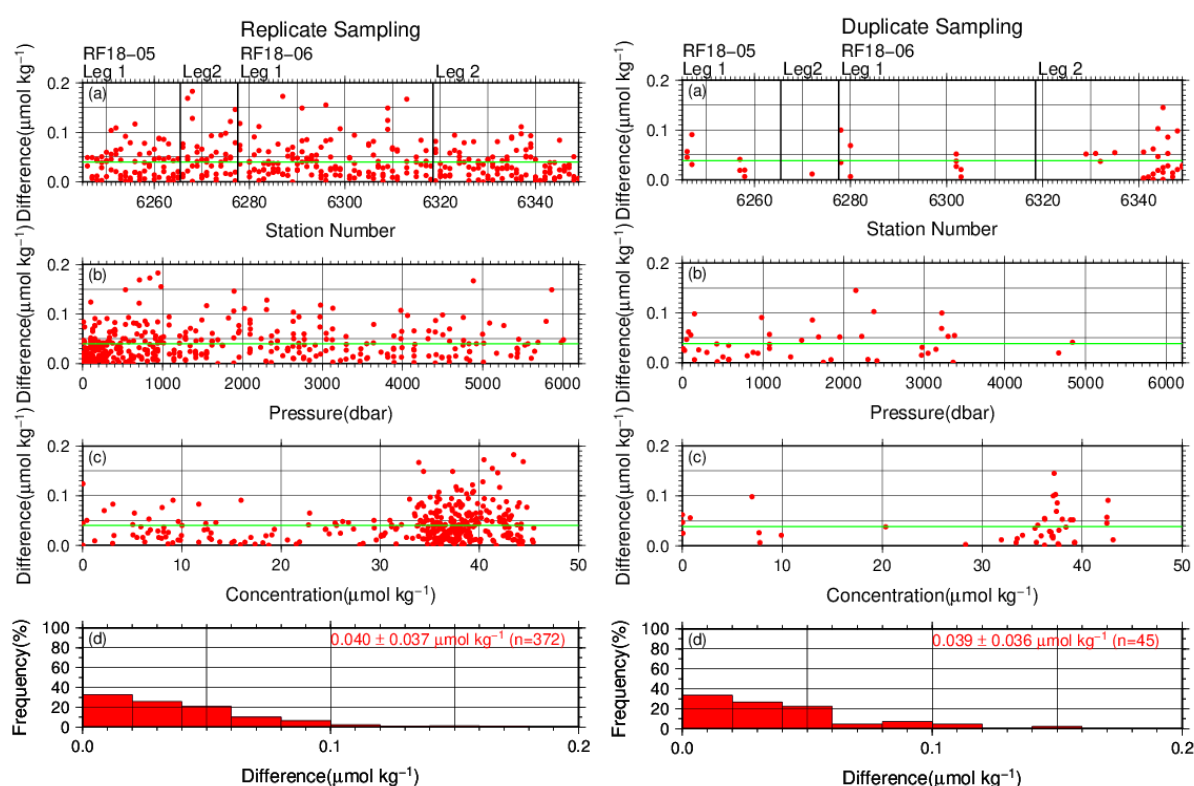 Replicate Sampling
RF18−05
RF18−06
Leg 1
Leg2
Leg 1
Leg 2
Difference(μmol kg⁻¹)
0.2
(a)
0.1
0.0
6260
6280
6300
6320
6340
Station Number
Difference(μmol kg⁻¹)
0.2
(b)
0.1
0.0
0
1000
2000
3000
4000
5000
6000
Pressure(dbar)
Difference(μmol kg⁻¹)
0.2
(c)
0.1
0.0
0
10
20
30
40
50
Concentration(μmol kg⁻¹)
Frequency(%)
100
80
60
40
20
0
(d)
0.040 ± 0.037 μmol kg⁻¹ (n=372)
0.0
0.1
0.2
Difference(μmol kg⁻¹)
Duplicate Sampling
RF18−05
RF18−06
Leg 1
Leg2
Leg 1
Leg 2
Difference(μmol kg⁻¹)
0.2
(a)
0.1
0.0
6260
6280
6300
6320
6340
Station Number
Difference(μmol kg⁻¹)
0.2
(b)
0.1
0.0
0
1000
2000
3000
4000
5000
6000
Pressure(dbar)
Difference(μmol kg⁻¹)
0.2
(c)
0.1
0.0
0
10
20
30
40
50
Concentration(μmol kg⁻¹)
Frequency(%)
100
80
60
40
20
0
(d)
0.039 ± 0.036 μmol kg⁻¹ (n=45)
0.0
0.1
0.2
Difference(μmol kg⁻¹)